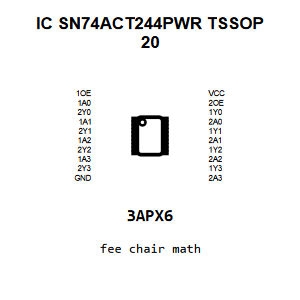 IC SN74ACT244PWR TSSOP
20
1OE
1A0
2Y0
1A1
2Y1
1A2
2Y2
1A3
2Y3
GND
VCC
2OE
1Y0
2A0
1Y1
2A1
1Y2
2A2
1Y3
2A3
3APX6
fee chair math